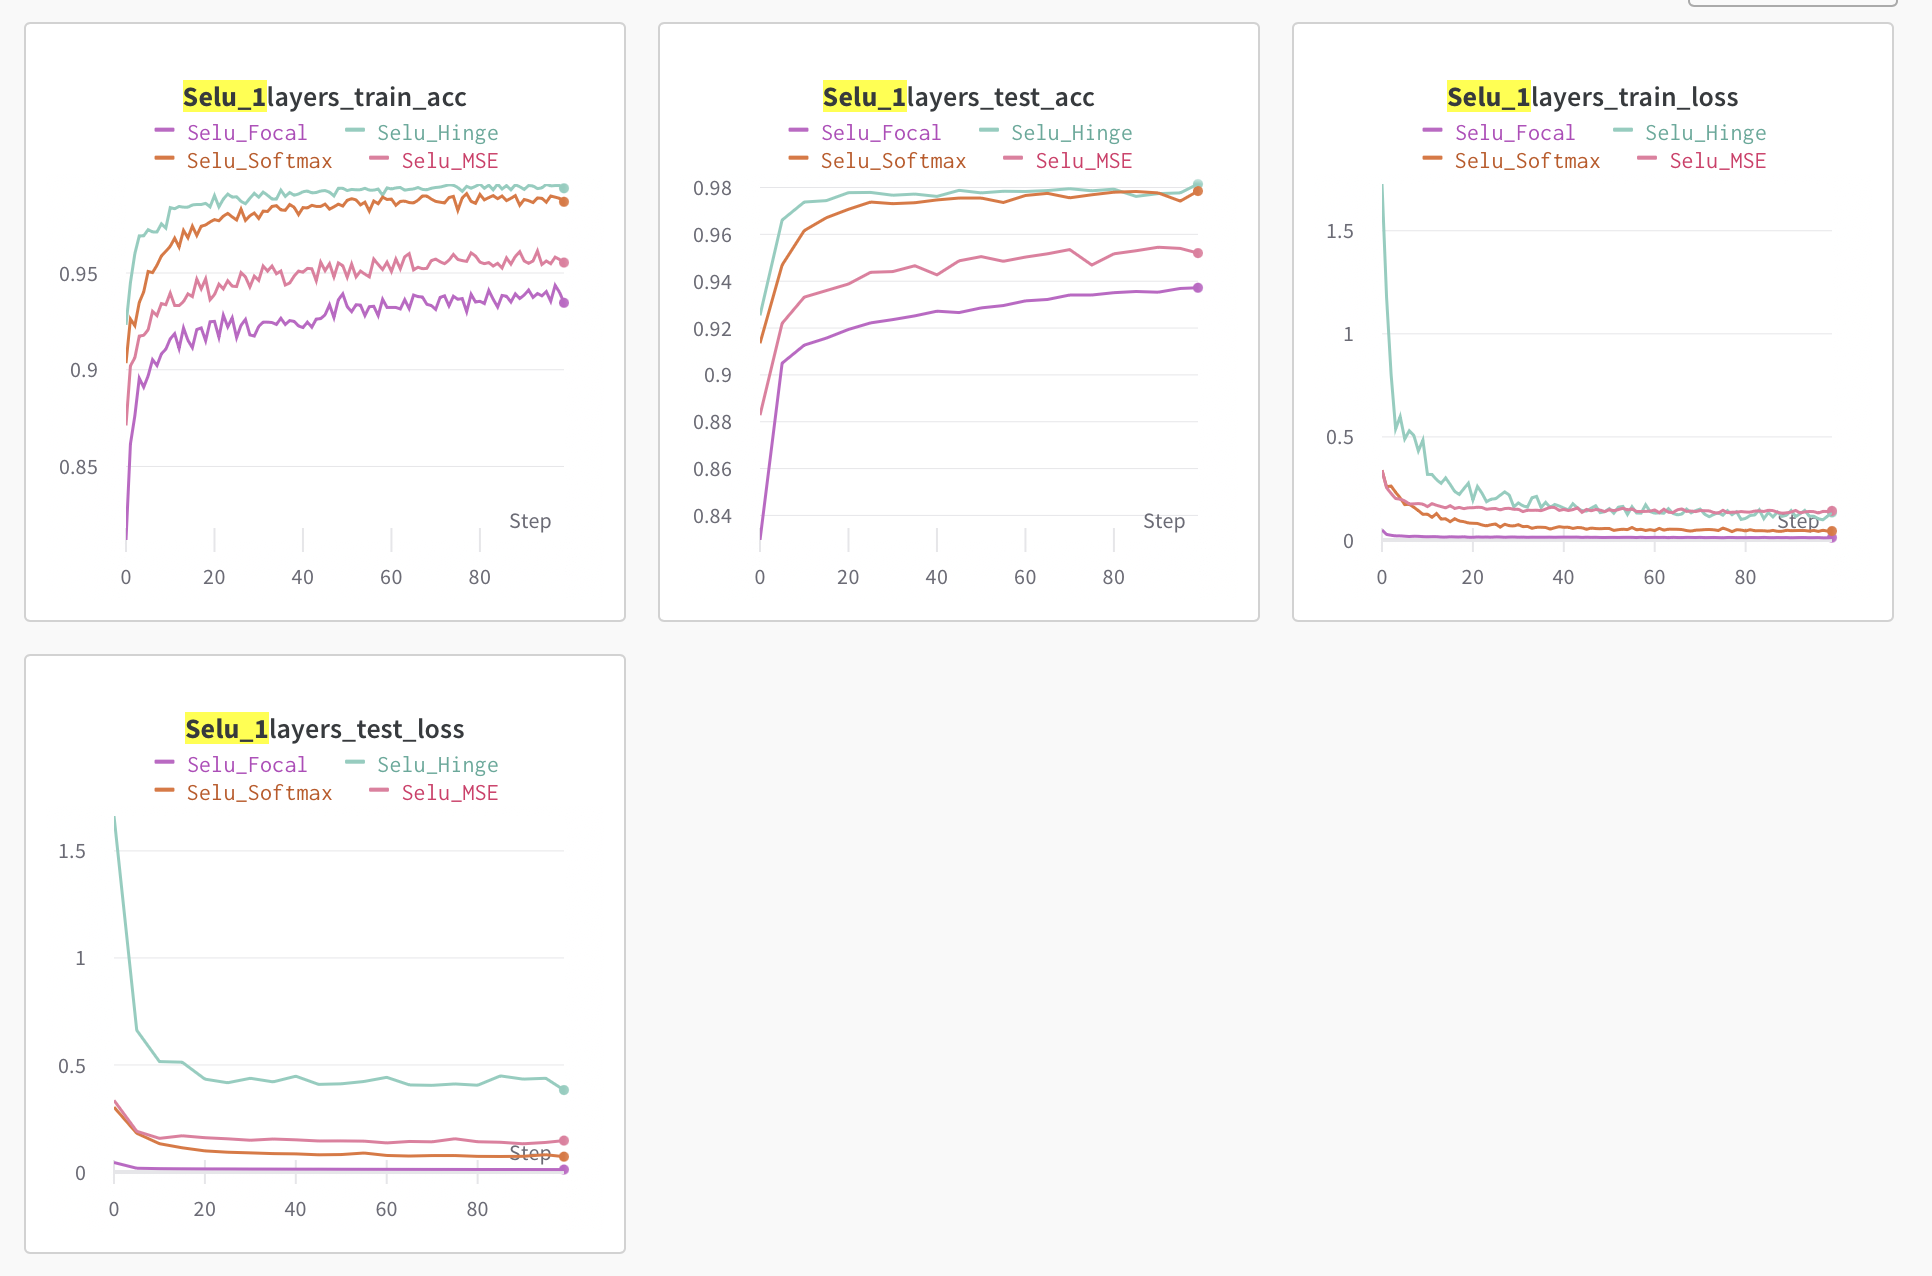 Selu_1layers_train_acc
Selu_Focal Selu_Hinge
Selu_Softmax Selu_MSE
0.95
0.9
0.85
Step
0 20 40 60 80
Selu_1layers_test_acc
Selu_Focal Selu_Hinge
Selu_Softmax Selu_MSE
0.98
0.96
0.94
0.92
0.9
0.88
0.86
0.84
Step
0 20 40 60 80
Selu_1layers_train_loss
Selu_Focal Selu_Hinge
Selu_Softmax Selu_MSE
1.5
1
0.5
Step
0
0 20 40 60 80
Selu_1layers_test_loss
Selu_Focal Selu_Hinge
Selu_Softmax Selu_MSE
1.5
1
0.5
Step
0
0 20 40 60 80